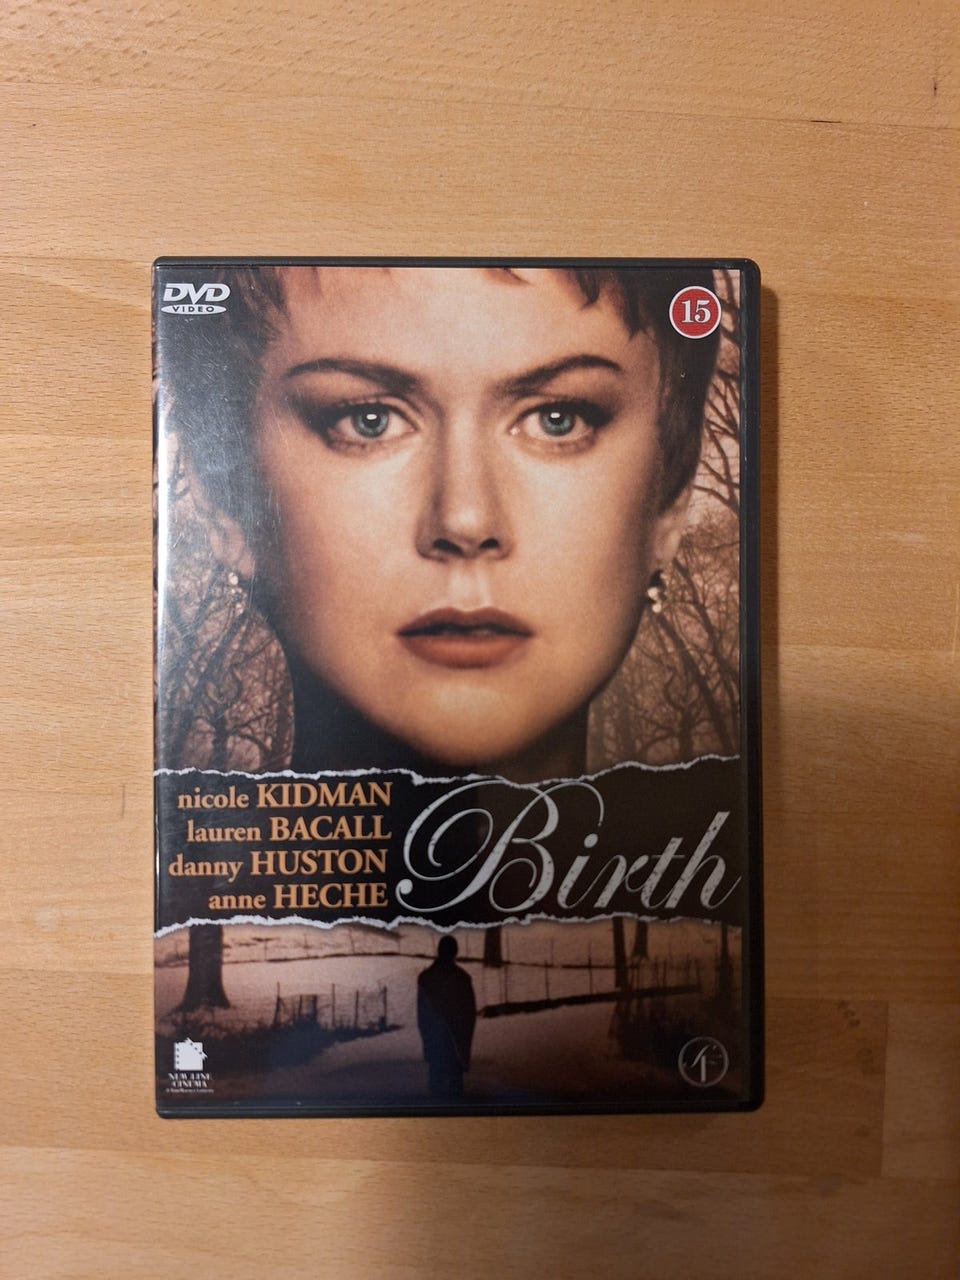 DVD
VIDEO
15
nicole KIDMAN
lauren BACALL
danny HUSTON
anne HECHE
Birth
NEW LINE
CINEMA